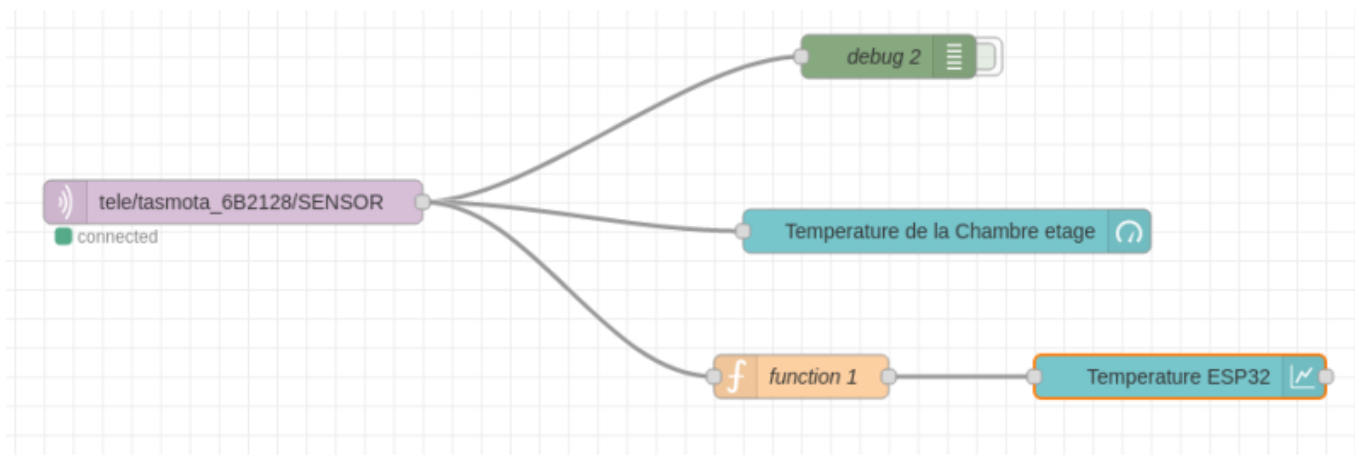 debug 2
tele/tasmota_6B2128/SENSOR
connected
Temperature de la Chambre etage
function 1
Temperature ESP32